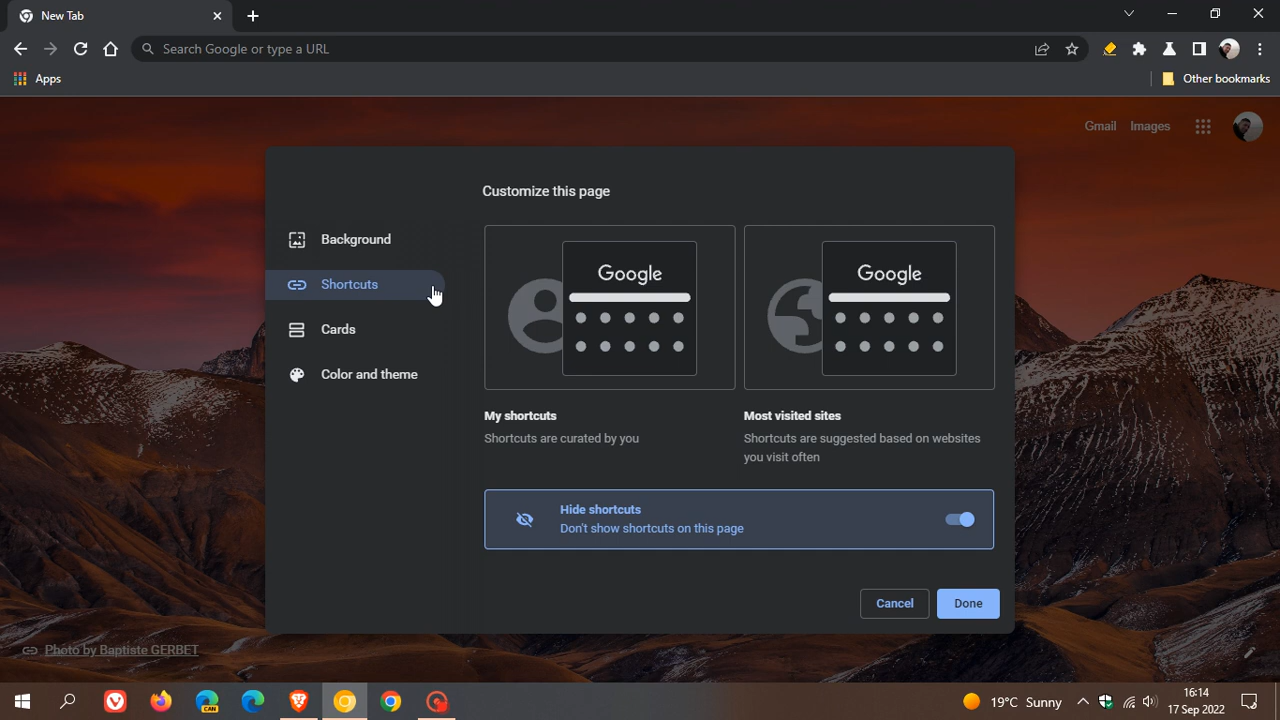 New Tab
Search Google or type a URL
Apps
Other bookmarks
Gmail Images
Customize this page
Background
Shortcuts
Cards
Color and theme
Google
Google
My shortcuts
Shortcuts are curated by you
Most visited sites
Shortcuts are suggested based on websites
you visit often
Hide shortcuts
Don't show shortcuts on this page
Cancel
Done
Photo by Baptiste GERBET
CAN
19°C Sunny
16:14
17 Sep 2022